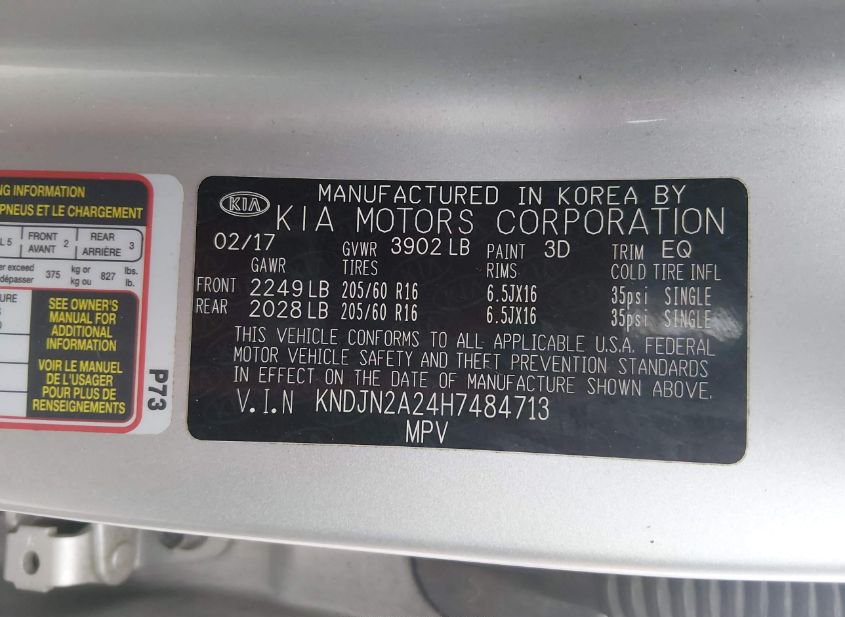 NG INFORMATION
PNEUS ET LE CHARGEMENT
L 5 FRONT AVANT 2 REAR ARRIÈRE 3
er exceed 375 kg or 827 lbs.
dépasser kg ou lb.
SEE OWNER'S
MANUAL FOR
ADDITIONAL
INFORMATION
VOIR LE MANUEL
DE L'USAGER
POUR PLUS DE
RENSEIGNEMENTS
P73
KIA
MANUFACTURED IN KOREA BY
KIA MOTORS CORPORATION
02/17 GVWR 3902 LB PAINT 3D TRIM EQ
GAWR TIRES RIMS COLD TIRE INFL
FRONT 2249 LB 205/60 R16 6.5JX16 35psi SINGLE
REAR 2028 LB 205/60 R16 6.5JX16 35psi SINGLE
THIS VEHICLE CONFORMS TO ALL APPLICABLE U.S.A. FEDERAL
MOTOR VEHICLE SAFETY AND THEFT PREVENTION STANDARDS
IN EFFECT ON THE DATE OF MANUFACTURE SHOWN ABOVE.
V.I.N KNDJN2A24H7484713
MPV